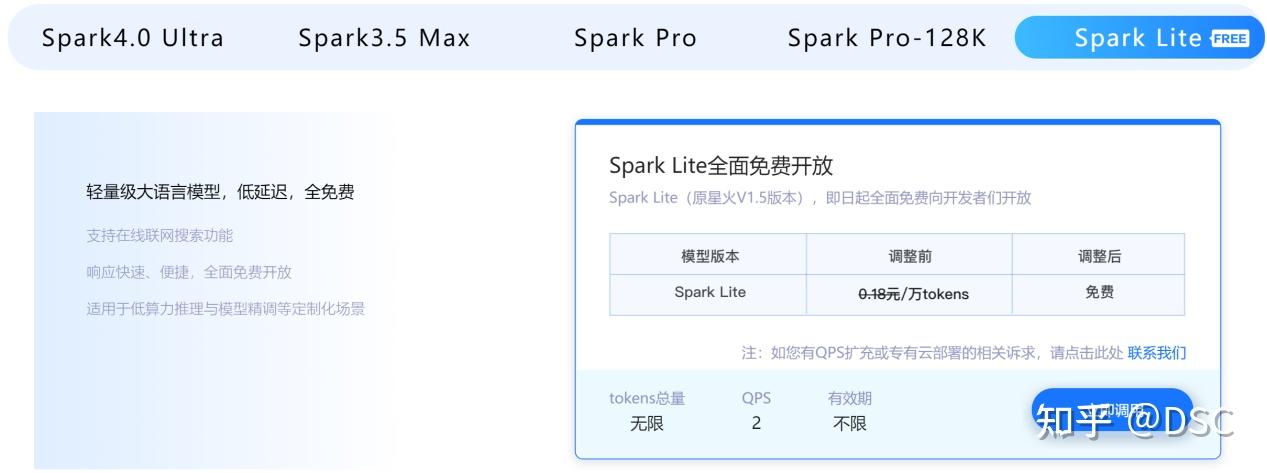 Spark4.0 Ultra Spark3.5 Max Spark Pro Spark Pro-128K Spark Lite FREE
轻量级大语言模型，低延迟，全免费
支持在线联网搜索功能
响应快速、便捷，全面免费开放
适用于低算力推理与模型精调等定制化场景
Spark Lite全面免费开放
Spark Lite（原星火V1.5版本），即日起全面免费向开发者们开放
模型版本 调整前 调整后
Spark Lite 0.18元/万tokens 免费
注：如您有QPS扩充或专有云部署的相关诉求，请点击此处 联系我们
tokens总量 QPS 有效期
无限 2 不限
立即调用
知乎 @DSC